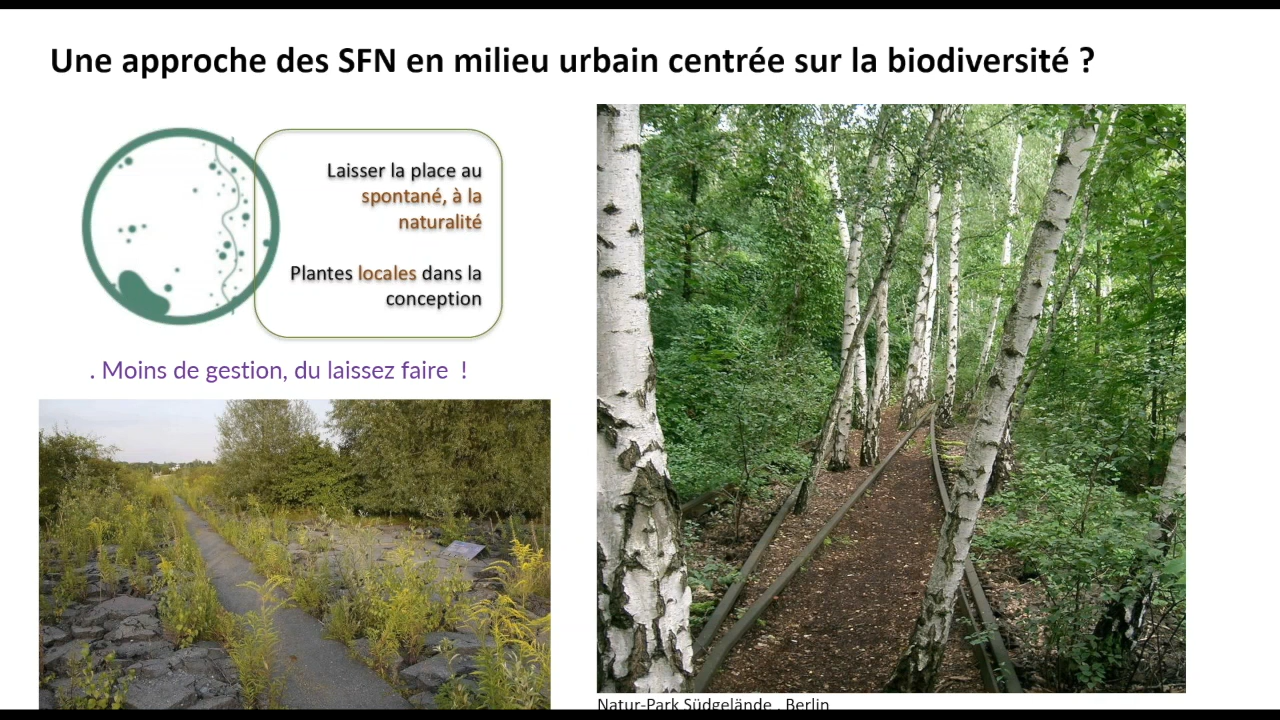 Une approche des SFN en milieu urbain centrée sur la biodiversité ?
Laisser la place au
spontané, à la
naturalité
Plantes locales dans la
conception
. Moins de gestion, du laissez faire  !
Natur-Park Südgelände , Berlin